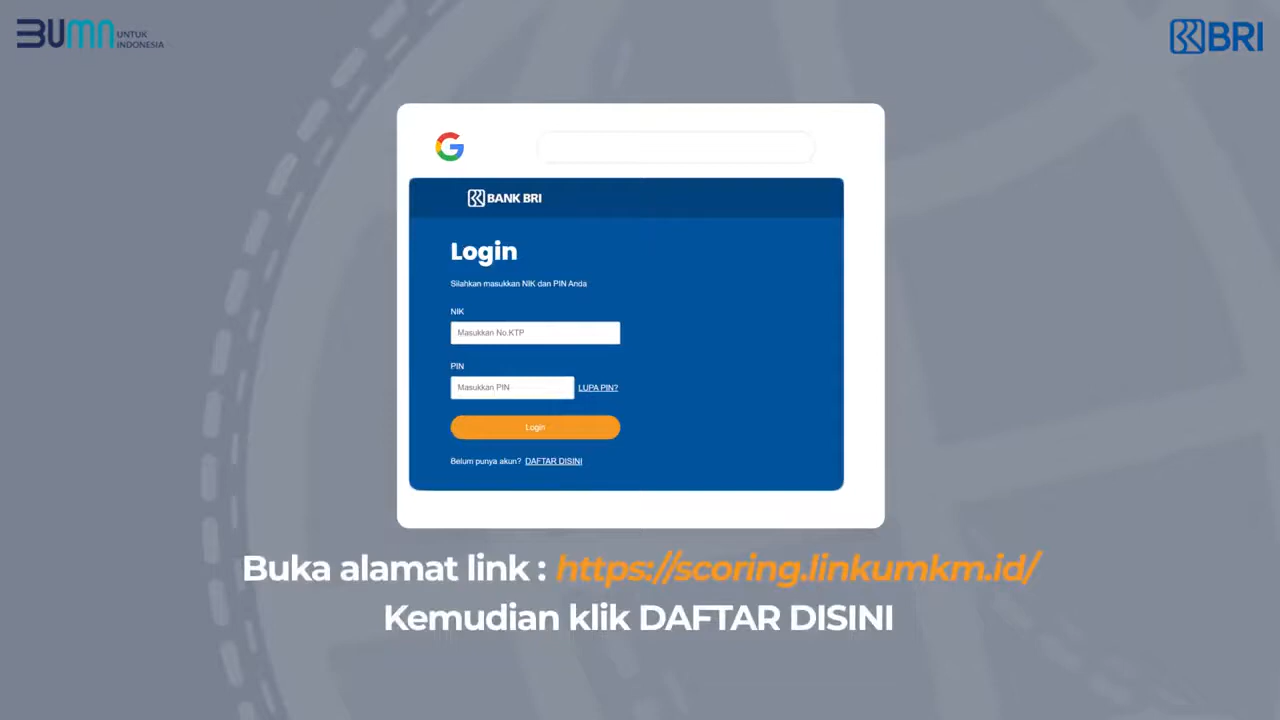 BUMN UNTUK INDONESIA
BRI
BANK BRI
Login
Silahkan masukkan NIK dan PIN Anda
NIK
Masukkan No.KTP
PIN
Masukkan PIN
LUPA PIN?
Login
Belum punya akun? DAFTAR DISINI
Buka alamat link : https://scoring.linkumkm.id/
Kemudian klik DAFTAR DISINI